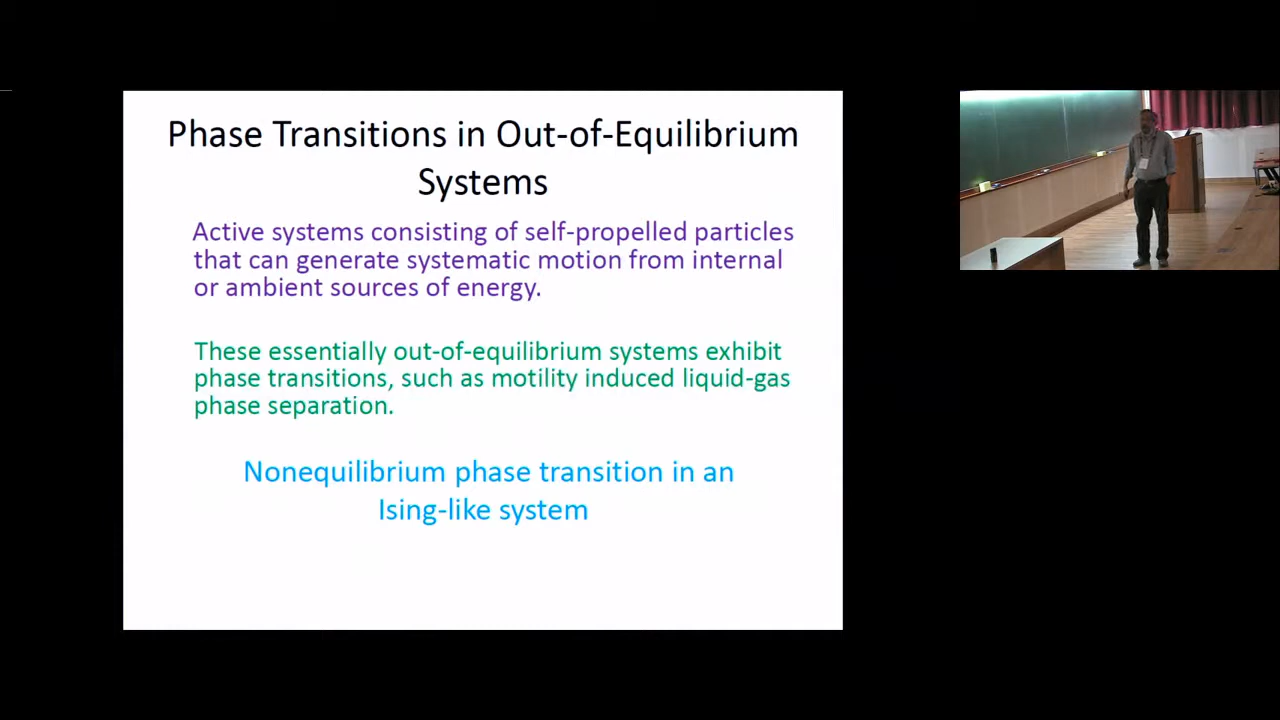 Phase Transitions in Out-of-Equilibrium
Systems
Active systems consisting of self-propelled particles
that can generate systematic motion from internal
or ambient sources of energy.
These essentially out-of-equilibrium systems exhibit
phase transitions, such as motility induced liquid-gas
phase separation.
Nonequilibrium phase transition in an
Ising-like system